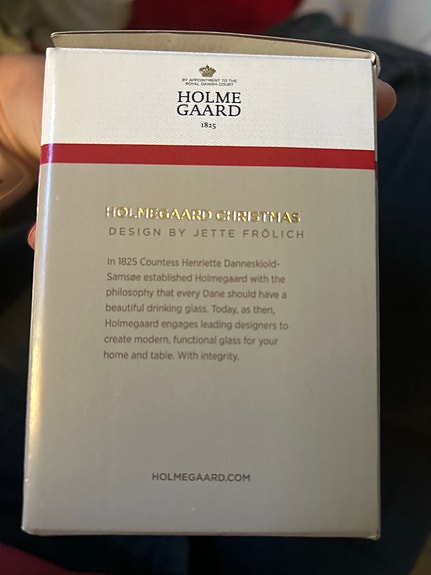 BY APPOINTMENT TO THE
ROYAL DANISH COURT
HOLME
GAARD
1825
HOLMEGAARD CHRISTMAS
DESIGN BY JETTE FRÖLICH
In 1825 Countess Henriette Danneskiold-
Samsøe established Holmegaard with the
philosophy that every Dane should have a
beautiful drinking glass. Today, as then,
Holmegaard engages leading designers to
create modern, functional glass for your
home and table. With integrity.
HOLMEGAARD.COM